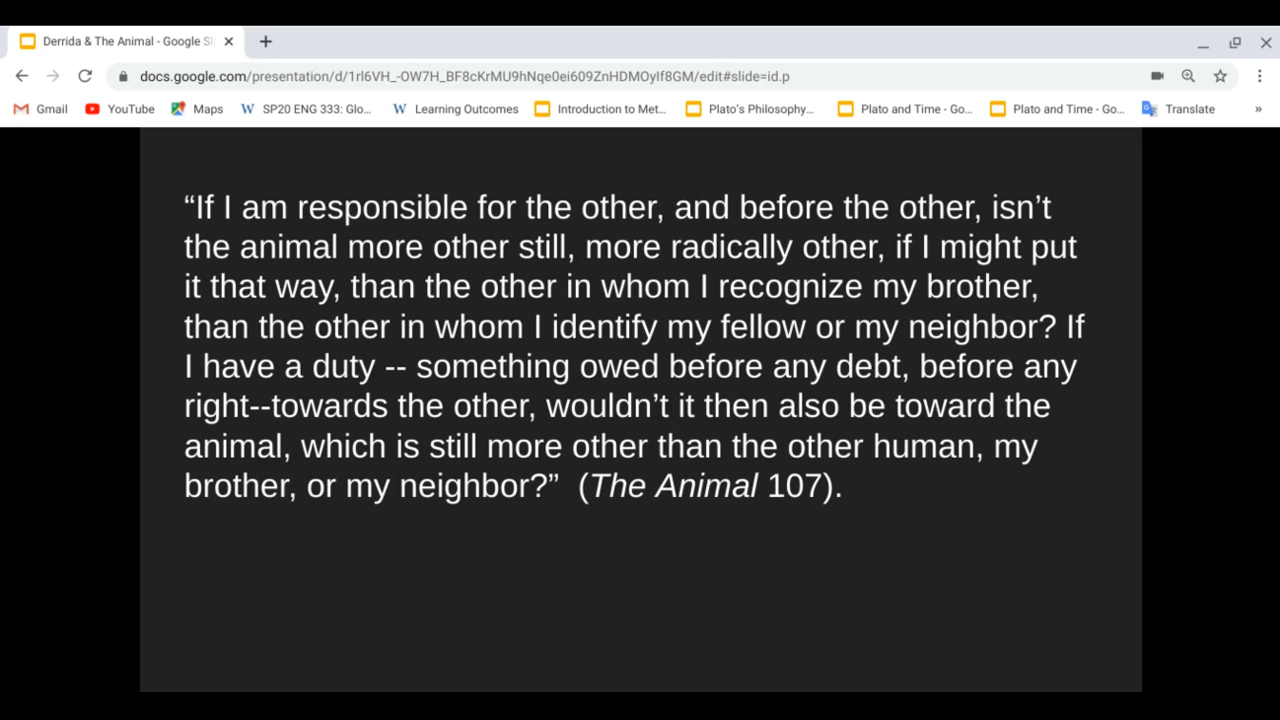 Derrida & The Animal - Google Sl
docs.google.com/presentation/d/1rl6VH_-OW7H_BF8cKrMU9hNqe0ei609ZnHDMOyIf8GM/edit#slide=id.p
Gmail YouTube Maps SP20 ENG 333: Glo... Learning Outcomes Introduction to Met... Plato's Philosophy... Plato and Time - Go... Plato and Time - Go... Translate »
“If I am responsible for the other, and before the other, isn’t
the animal more other still, more radically other, if I might put
it that way, than the other in whom I recognize my brother,
than the other in whom I identify my fellow or my neighbor? If
I have a duty -- something owed before any debt, before any
right--towards the other, wouldn’t it then also be toward the
animal, which is still more other than the other human, my
brother, or my neighbor?”  (The Animal 107).